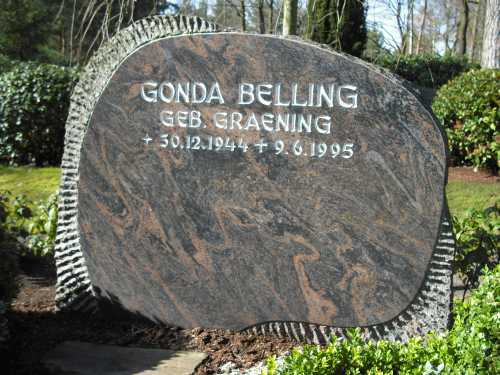 GONDA BELLING
GEB. GRAENING
+ 30.12.1944 + 9.6.1995